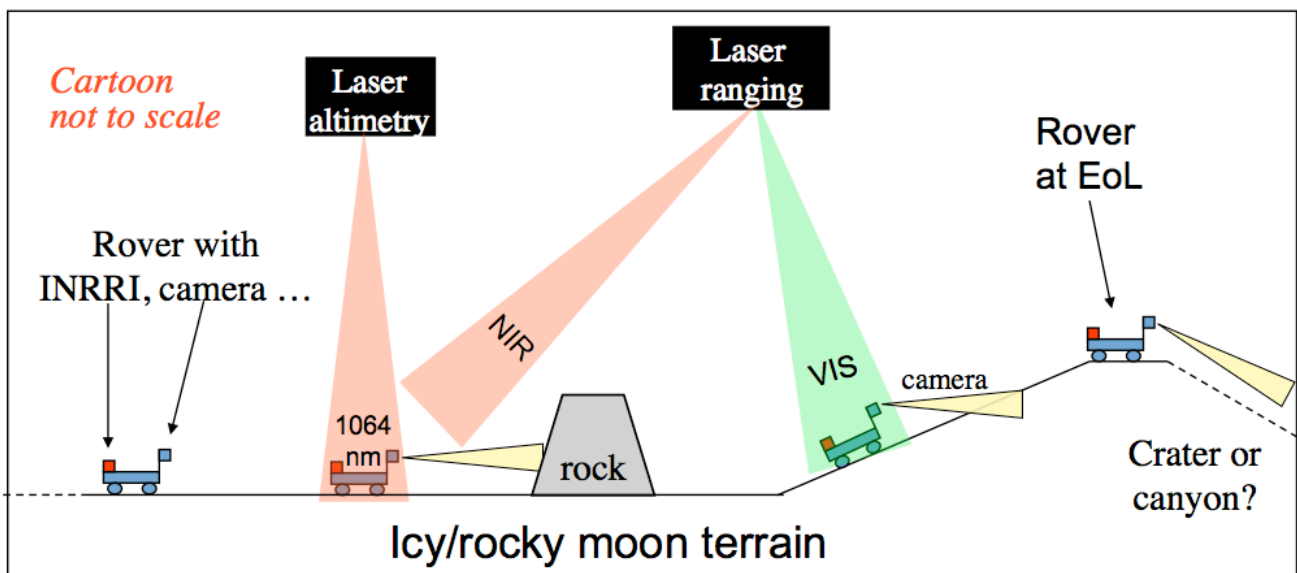 Cartoon
not to scale
Laser
altimetry
Laser
ranging
Rover
at EoL
Rover with
INRRI, camera ...
NIR
VIS
camera
1064
nm
rock
Crater or
canyon?
Icy/rocky moon terrain